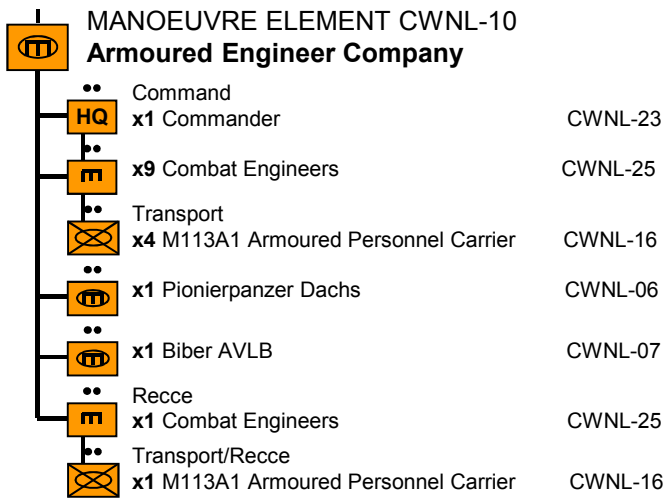 MANOEUVRE ELEMENT CWNL-10
Armoured Engineer Company
Command
HQ x1 Commander CWNL-23
x9 Combat Engineers CWNL-25
Transport
x4 M113A1 Armoured Personnel Carrier CWNL-16
x1 Pionierpanzer Dachs CWNL-06
x1 Biber AVLB CWNL-07
Recce
x1 Combat Engineers CWNL-25
Transport/Recce
x1 M113A1 Armoured Personnel Carrier CWNL-16